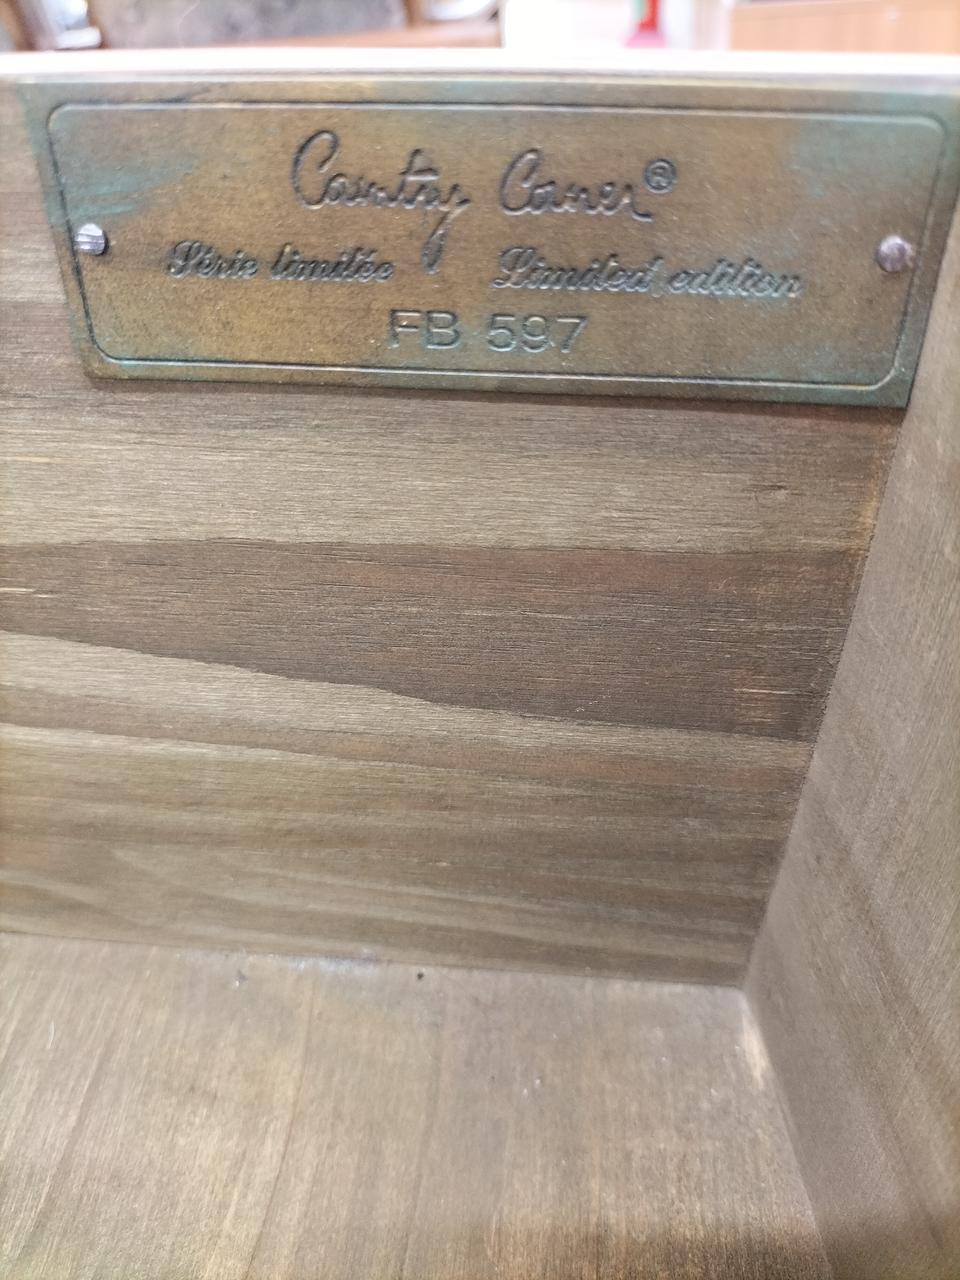 Country Corner®
Série limitée Limited edition
FB 597